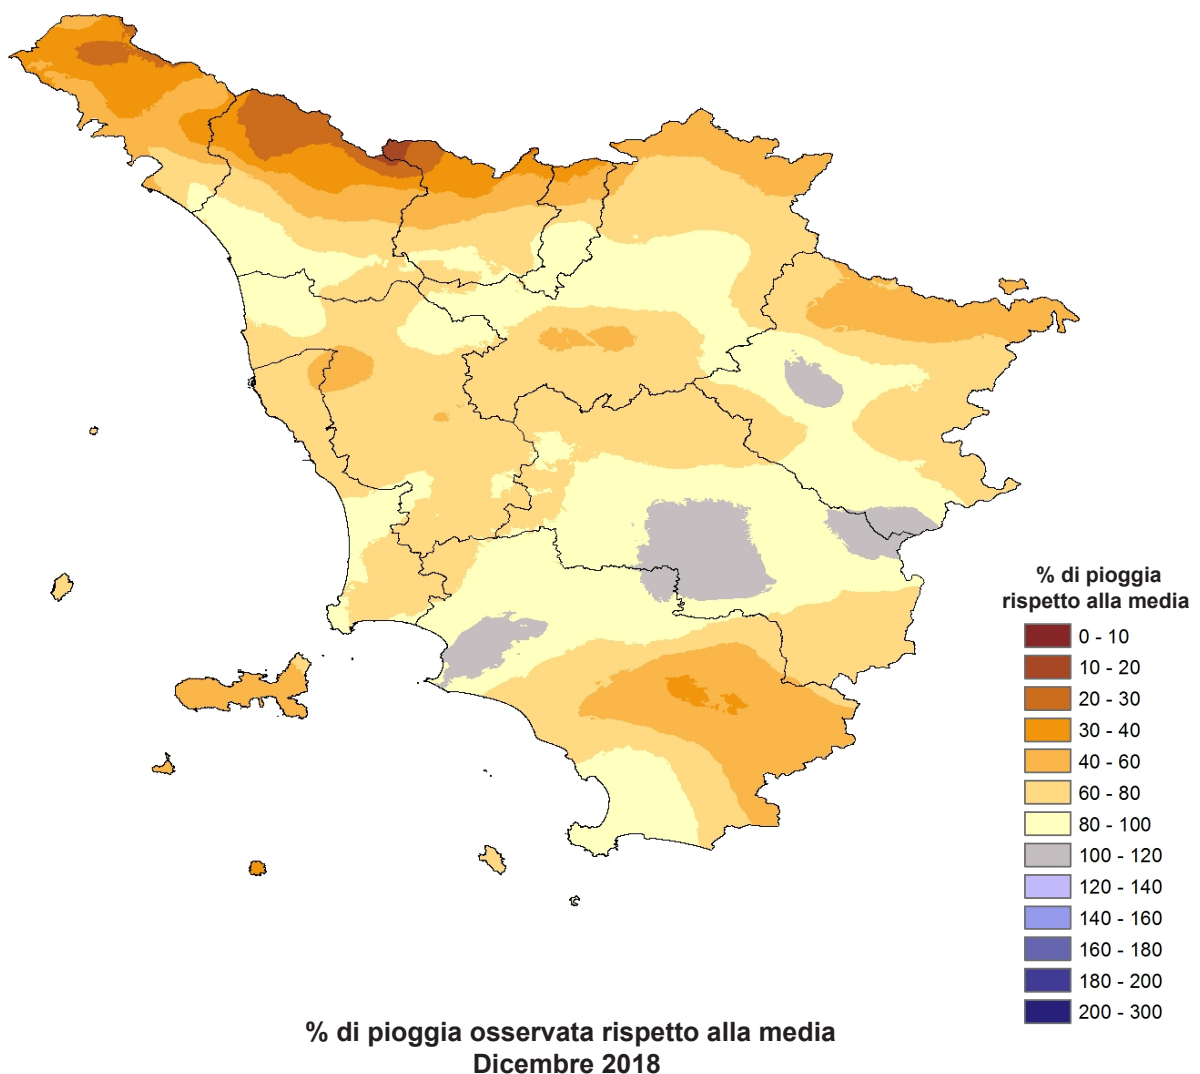 % di pioggia
rispetto alla media
0 - 10
10 - 20
20 - 30
30 - 40
40 - 60
60 - 80
80 - 100
100 - 120
120 - 140
140 - 160
160 - 180
180 - 200
200 - 300
% di pioggia osservata rispetto alla media
Dicembre 2018